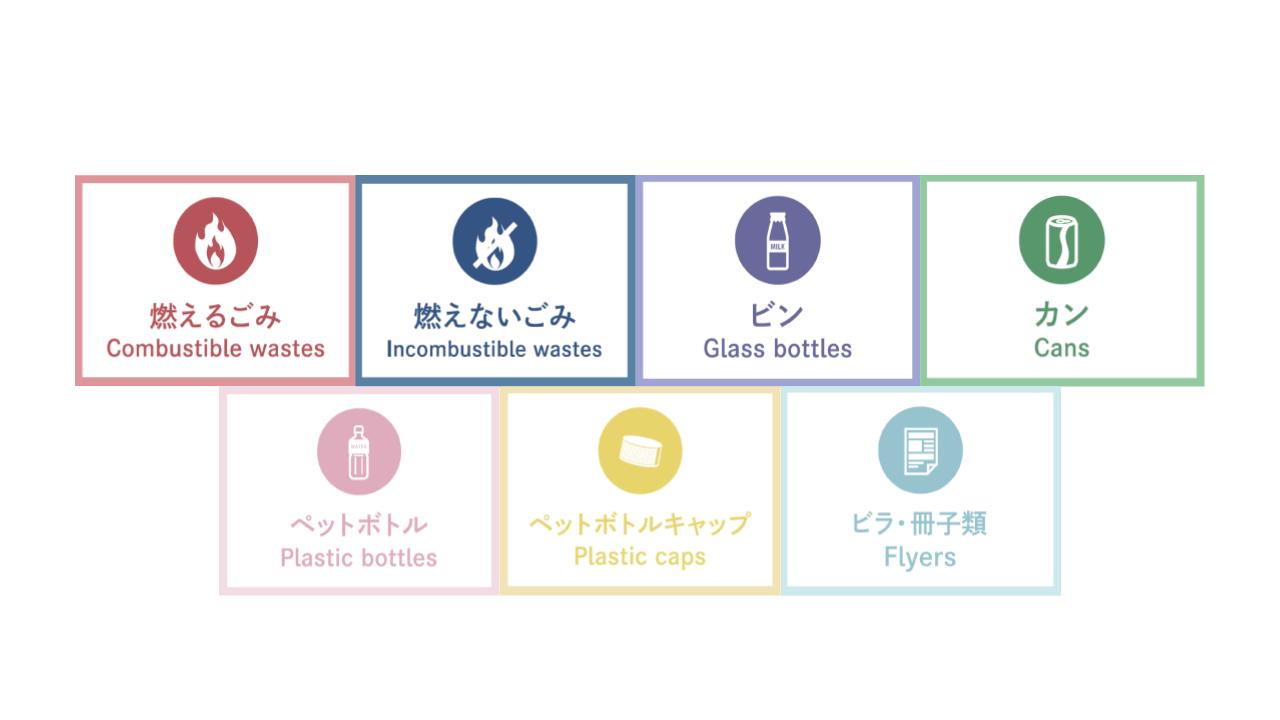 MILK
燃えるごみ
Combustible wastes
燃えないごみ
Incombustible wastes
ビン
Glass bottles
カン
Cans
WATER
ペットボトル
Plastic bottles
ペットボトルキャップ
Plastic caps
ビラ・冊子類
Flyers